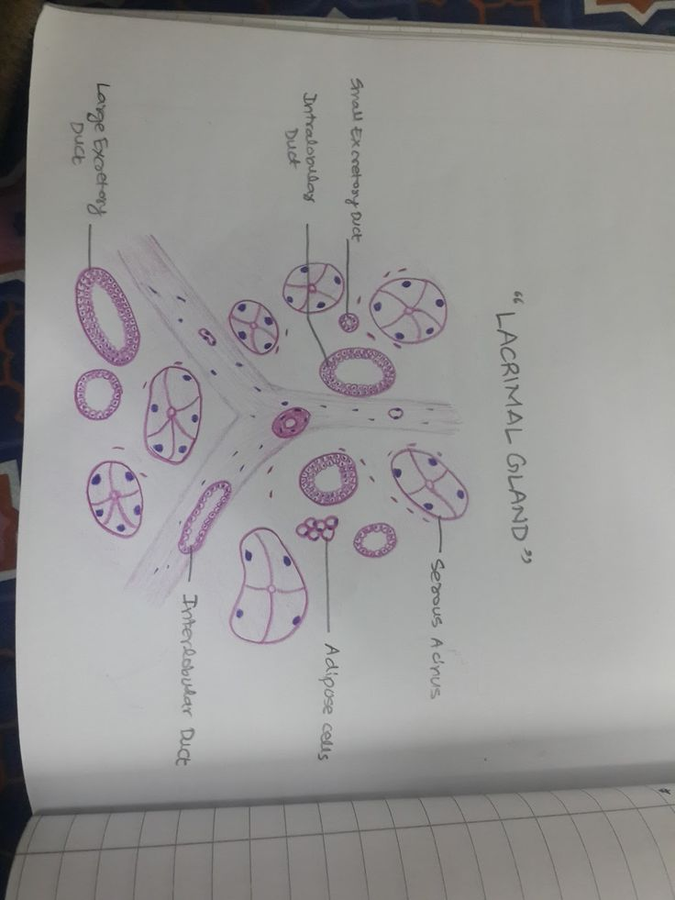 "LACRIMAL GLAND"
Small Excretory Duct
Intralobular
Duct
Large Excretory
Duct
Serous Acinus
Adipose cells
Interlobular Duct